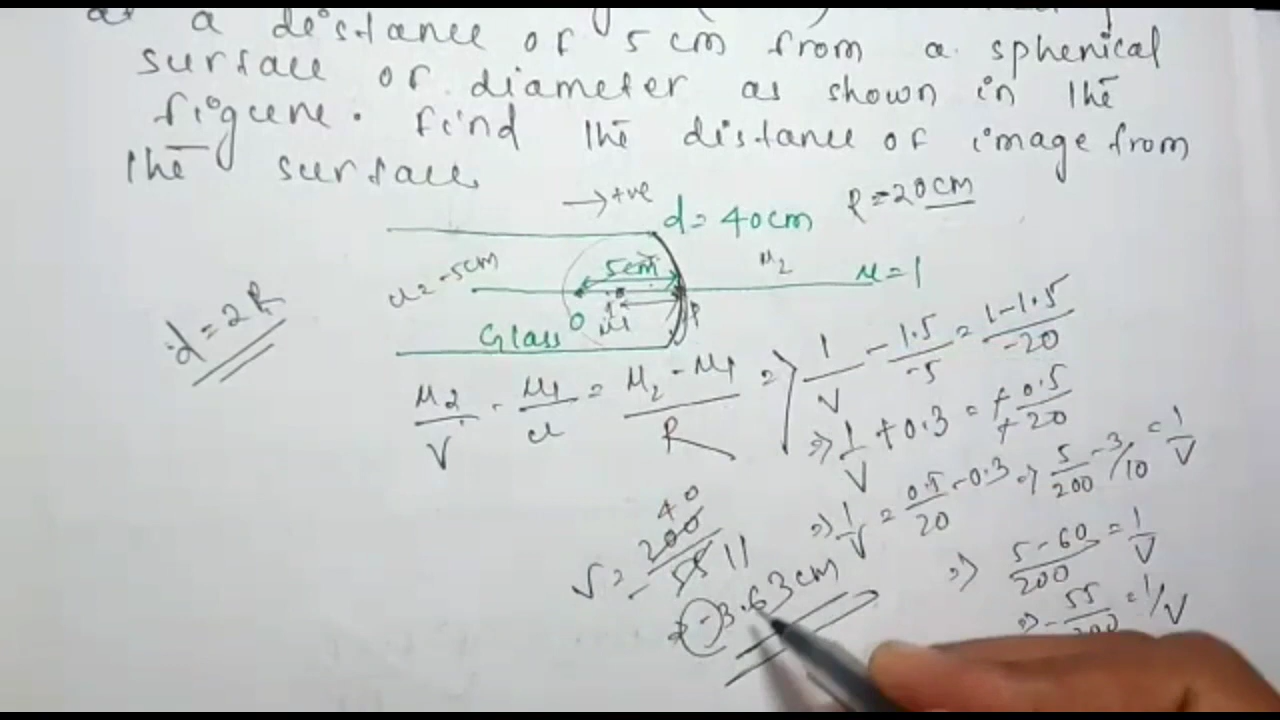 a distance of 5 cm from a spherical
surface of diameter as shown in the
figure. Find the distance of image from
the surface.
→ +ve
d = 40cm
R = 20cm
u = -5cm
5cm
μ2
μ = 1
O
I
μ1
P
Glass
d = 2R
μ2/v - μ1/u = (μ2 - μ1)/R ⇒ 1/v - 1.5/-5 = (1-1.5)/-20
⇒ 1/v + 0.3 = +0.5/+20
⇒ 1/v = 0.5/20 - 0.3 ⇒ 5/200 - 3/10 = 1/v
⇒ (5-60)/200 = 1/v
⇒ -55/200 = 1/v
v = 200/-55 40 11
-3.63cm